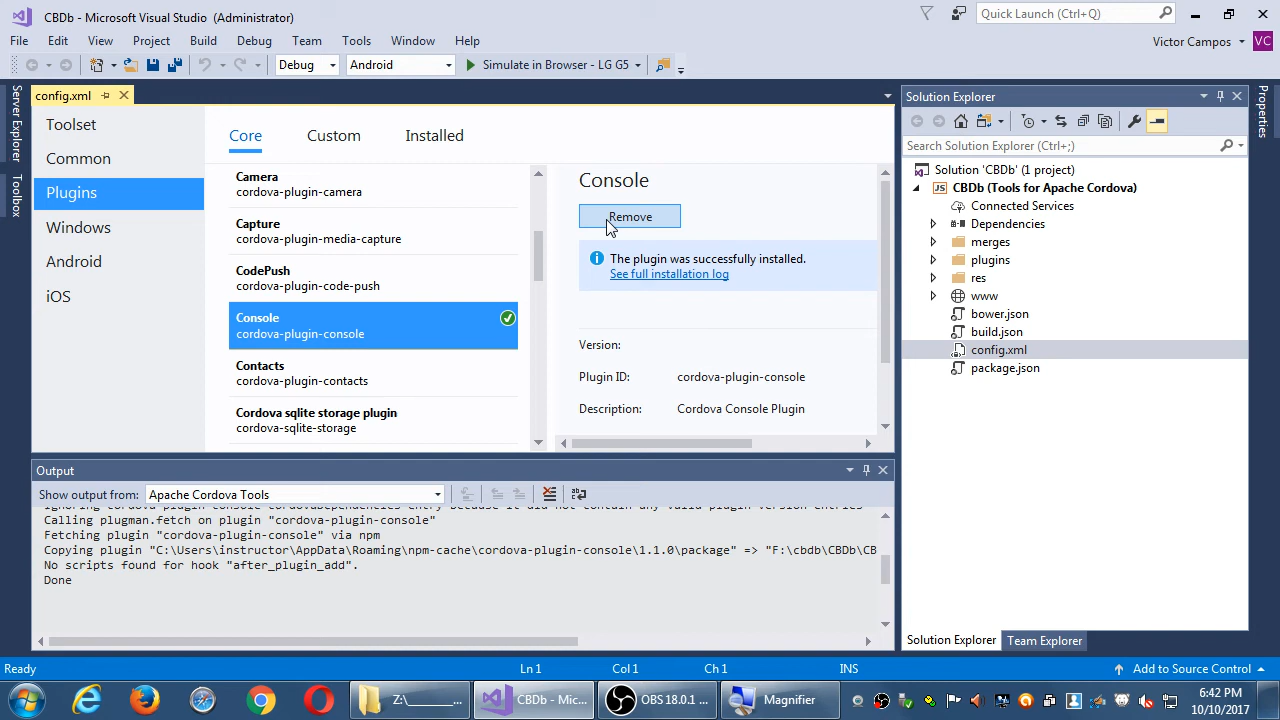 CBDb - Microsoft Visual Studio (Administrator)
Quick Launch (Ctrl+Q)
File Edit View Project Build Debug Team Tools Window Help
Victor Campos VC
Debug Android Simulate in Browser - LG G5
config.xml
Server Explorer
Toolbox
Toolset
Common
Plugins
Windows
Android
iOS
Core Custom Installed
Camera
cordova-plugin-camera
Capture
cordova-plugin-media-capture
CodePush
cordova-plugin-code-push
Console
cordova-plugin-console
Contacts
cordova-plugin-contacts
Cordova sqlite storage plugin
cordova-sqlite-storage
Console
Remove
The plugin was successfully installed.
See full installation log
Version:
Plugin ID: cordova-plugin-console
Description: Cordova Console Plugin
Solution Explorer
Search Solution Explorer (Ctrl+;)
Solution 'CBDb' (1 project)
JS CBDb (Tools for Apache Cordova)
Connected Services
Dependencies
merges
plugins
res
www
bower.json
build.json
config.xml
package.json
Solution Explorer Team Explorer
Properties
Output
Show output from: Apache Cordova Tools
Calling plugman.fetch on plugin "cordova-plugin-console"
Fetching plugin "cordova-plugin-console" via npm
Copying plugin "C:\Users\instructor\AppData\Roaming\npm-cache\cordova-plugin-console\1.1.0\package" => "F:\cbdb\CBDb\CB
No scripts found for hook "after_plugin_add".
Done
Ready Ln 1 Col 1 Ch 1 INS Add to Source Control
Z:\_______... CBDb - Mic... OBS 18.0.1 ... Magnifier
6:42 PM
10/10/2017